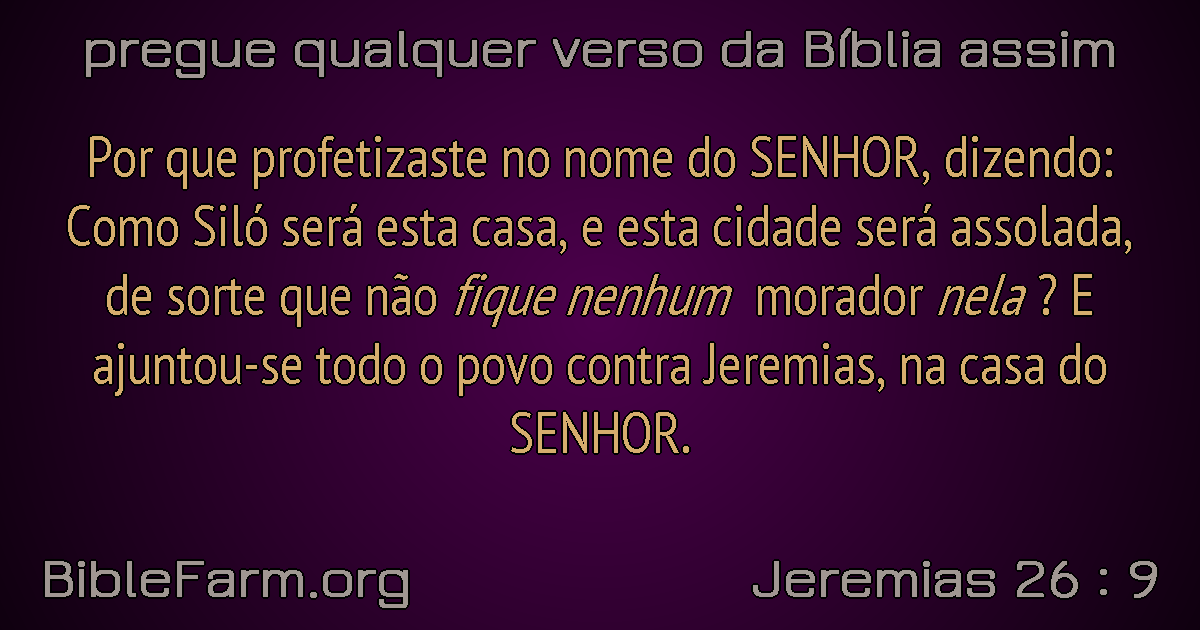 pregue qualquer verso da Bíblia assim
Por que profetizaste no nome do SENHOR, dizendo:
Como Siló será esta casa, e esta cidade será assolada,
de sorte que não fique nenhum morador nela ? E
ajuntou-se todo o povo contra Jeremias, na casa do
SENHOR.
BibleFarm.org
Jeremias 26 : 9